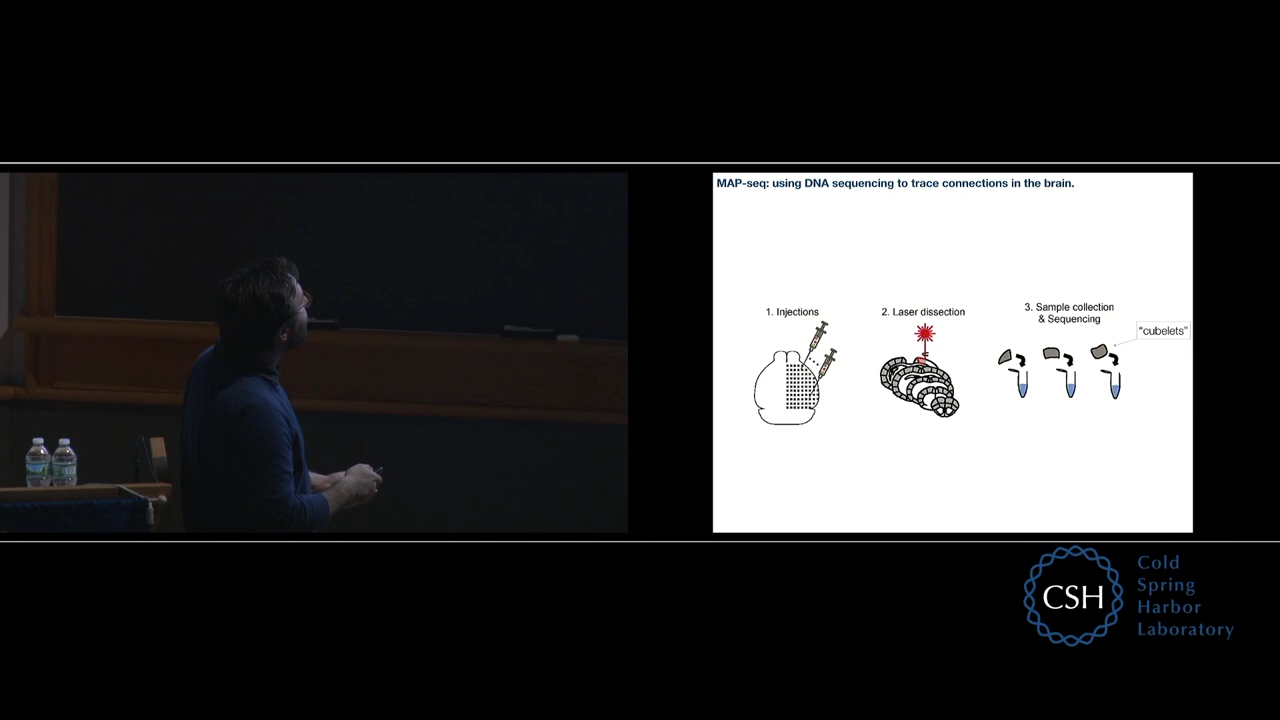 MAP-seq: using DNA sequencing to trace connections in the brain.
1. Injections
2. Laser dissection
3. Sample collection
& Sequencing
"cubelets"
CSH
Cold
Spring
Harbor
Laboratory